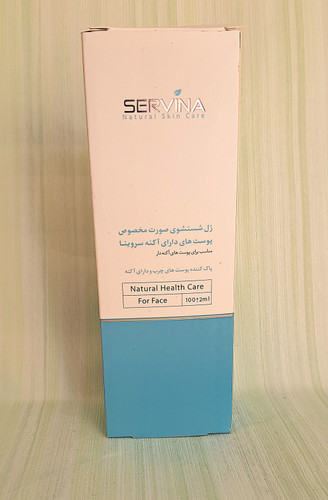 SERVINA
Natural Skin Care
ژل شستشوی صورت مخصوص
پوست های دارای آکنه سروینا
مناسب برای پوست های آکنه دار
پاک کننده پوست های چرب و دارای آکنه
Natural Health Care
For Face 100±2ml